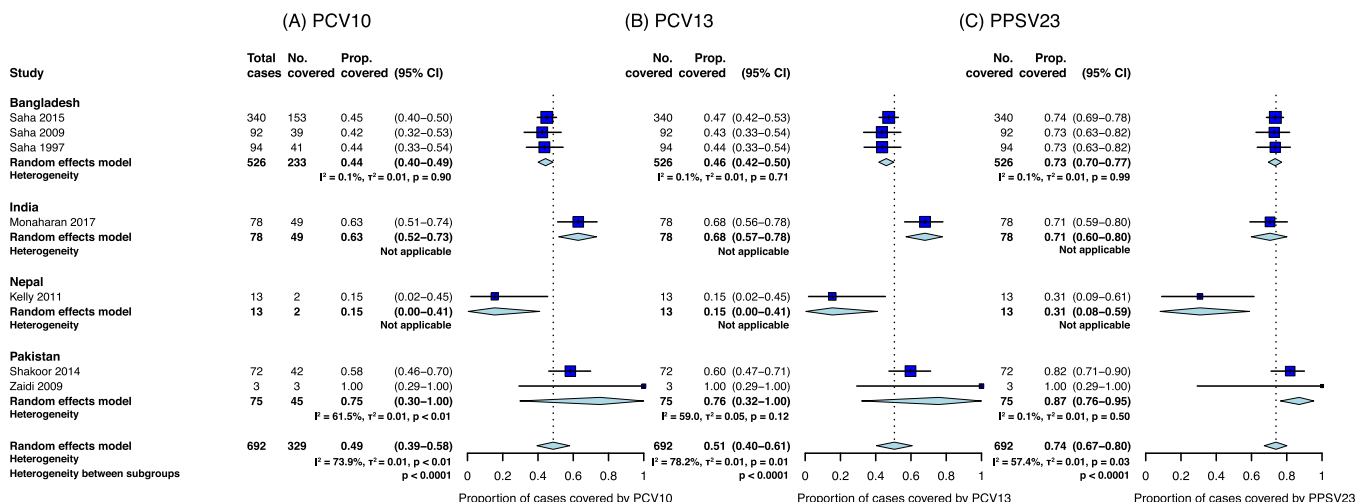 (A) PCV10 (B) PCV13 (C) PPSV23
Total No. Prop. No. Prop. No. Prop.
Study cases covered covered (95% CI) covered covered (95% CI) covered covered (95% CI)
Bangladesh
Saha 2015 340 153 0.45 (0.40−0.50) 340 0.47 (0.42−0.53) 340 0.74 (0.69−0.78)
Saha 2009 92 39 0.42 (0.32−0.53) 92 0.43 (0.33−0.54) 92 0.73 (0.63−0.82)
Saha 1997 94 41 0.44 (0.33−0.54) 94 0.44 (0.33−0.54) 94 0.73 (0.63−0.82)
Random effects model 526 233 0.44 (0.40−0.49) 526 0.46 (0.42−0.50) 526 0.73 (0.70−0.77)
Heterogeneity I² = 0.1%, τ² = 0.01, p = 0.90 I² = 0.1%, τ² = 0.01, p = 0.71 I² = 0.1%, τ² = 0.01, p = 0.99
India
Monaharan 2017 78 49 0.63 (0.51−0.74) 78 0.68 (0.56−0.78) 78 0.71 (0.59−0.80)
Random effects model 78 49 0.63 (0.52−0.73) 78 0.68 (0.57−0.78) 78 0.71 (0.60−0.80)
Heterogeneity Not applicable Not applicable Not applicable
Nepal
Kelly 2011 13 2 0.15 (0.02−0.45) 13 0.15 (0.02−0.45) 13 0.31 (0.09−0.61)
Random effects model 13 2 0.15 (0.00−0.41) 13 0.15 (0.00−0.41) 13 0.31 (0.08−0.59)
Heterogeneity Not applicable Not applicable Not applicable
Pakistan
Shakoor 2014 72 42 0.58 (0.46−0.70) 72 0.60 (0.47−0.71) 72 0.82 (0.71−0.90)
Zaidi 2009 3 3 1.00 (0.29−1.00) 3 1.00 (0.29−1.00) 3 1.00 (0.29−1.00)
Random effects model 75 45 0.75 (0.30−1.00) 75 0.76 (0.32−1.00) 75 0.87 (0.76−0.95)
Heterogeneity I² = 61.5%, τ² = 0.01, p < 0.01 I² = 59.0, τ² = 0.05, p = 0.12 I² = 0.1%, τ² = 0.01, p = 0.50
Random effects model 692 329 0.49 (0.39−0.58) 692 0.51 (0.40−0.61) 692 0.74 (0.67−0.80)
Heterogeneity I² = 73.9%, τ² = 0.01, p < 0.01 I² = 78.2%, τ² = 0.01, p = 0.01 I² = 57.4%, τ² = 0.01, p = 0.03
Heterogeneity between subgroups p < 0.0001 p < 0.0001 p < 0.0001
0 0.2 0.4 0.6 0.8 1 0 0.2 0.4 0.6 0.8 1 0 0.2 0.4 0.6 0.8 1
Proportion of cases covered by PCV10 Proportion of cases covered by PCV13 Proportion of cases covered by PPSV23